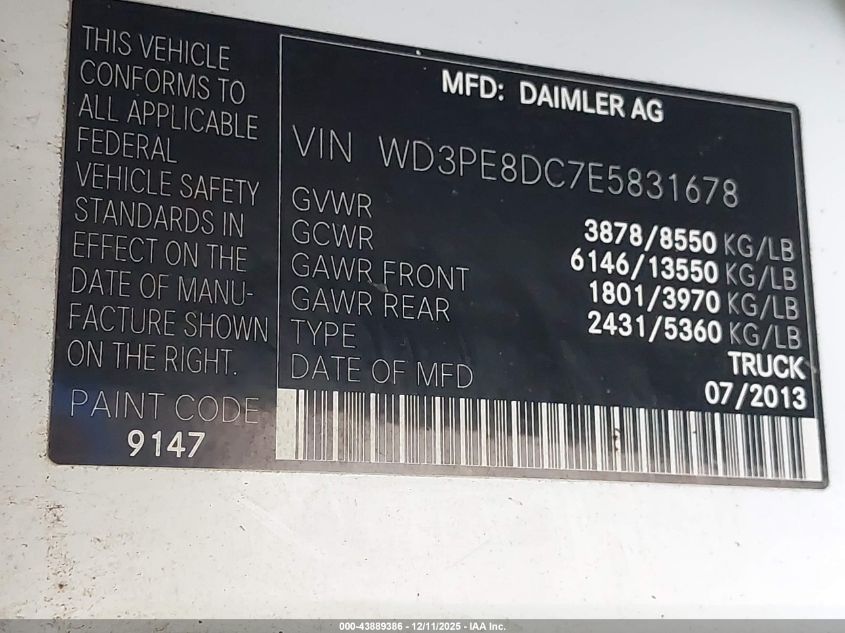 THIS VEHICLE
CONFORMS TO
ALL APPLICABLE
FEDERAL
VEHICLE SAFETY
STANDARDS IN
EFFECT ON THE
DATE OF MANU-
FACTURE SHOWN
ON THE RIGHT.
PAINT CODE
9147
MFD: DAIMLER AG
VIN WD3PE8DC7E5831678
GVWR 3878/8550 KG/LB
GCWR 6146/13550 KG/LB
GAWR FRONT 1801/3970 KG/LB
GAWR REAR 2431/5360 KG/LB
TYPE TRUCK
DATE OF MFD 07/2013
000-43889386 - 12/11/2025 - IAA Inc.